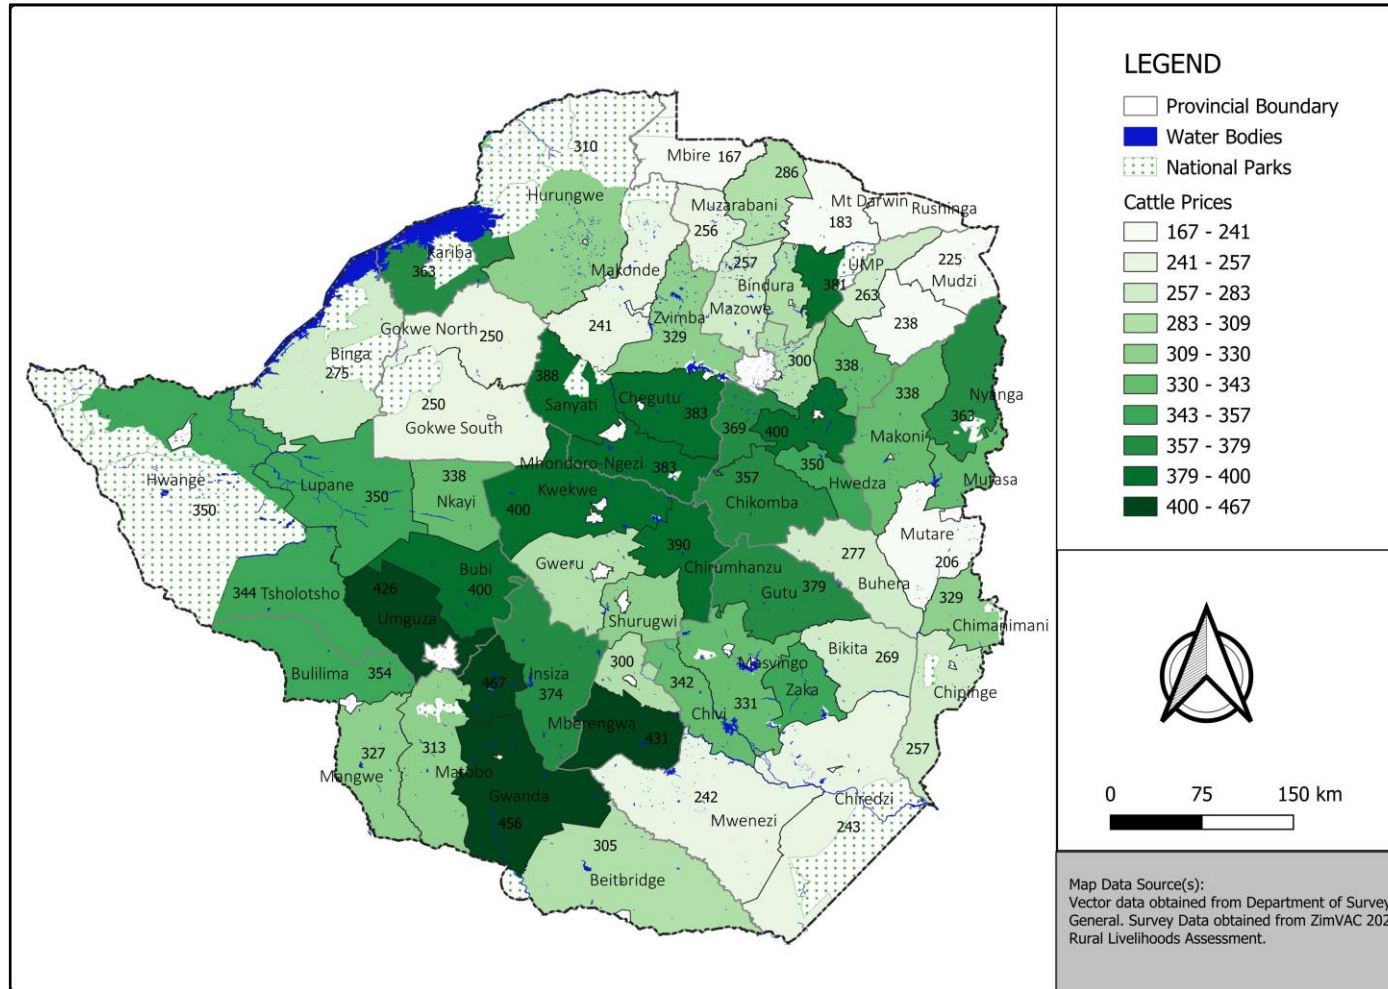 LEGEND
Provincial Boundary
Water Bodies
National Parks
Cattle Prices
167 - 241
241 - 257
257 - 283
283 - 309
309 - 330
330 - 343
343 - 357
357 - 379
379 - 400
400 - 467
310
Mbire 167
286
Hurungwe
Muzarabani
Mt Darwin
Rushinga
183
256
Kariba
363
Makonde
257
Bindura
UMP
225
Mudzi
381
263
Mazowe
Zvimba
329
Gokwe North
250
241
238
Binga
275
388
Sanyati
Chegutu
383
300
338
338
Nyanga
363
250
Gokwe South
369
400
Makoni
Mhondoro-Ngezi
383
357
350
Hwedza
Mutasa
Hwange
350
Lupane
350
338
Nkayi
Kwekwe
400
Chikomba
Mutare
206
390
Chirumhanzu
277
Buhera
Gweru
Bubi
400
426
Umguza
344 Tsholotsho
Gutu 379
329
Chimanimani
Shurugwi
Bikita
269
Bulilima
354
467
Insiza
374
300
342
Masvingo
331
Zaka
Chipinge
257
Chivi
Mberengwa
431
327
Mangwe
313
Matobo
Gwanda
456
242
Mwenezi
Chiredzi
243
305
Beitbridge
0 75 150 km
Map Data Source(s):
Vector data obtained from Department of Survey
General. Survey Data obtained from ZimVAC 202
Rural Livelihoods Assessment.